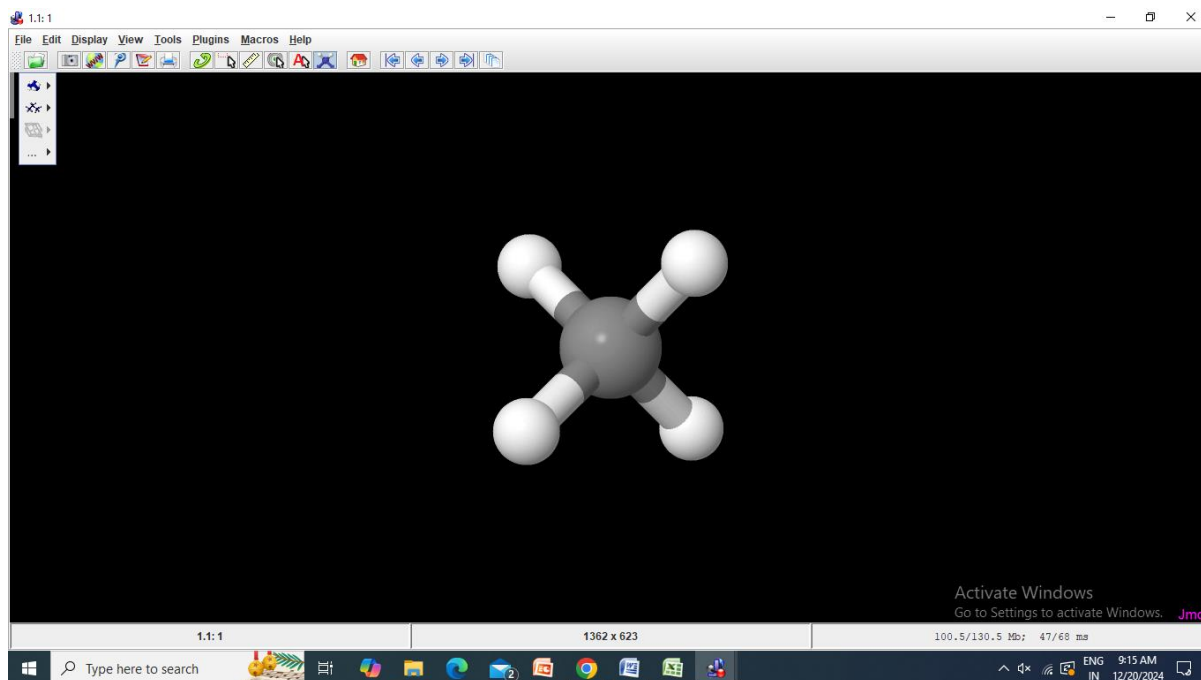 1.1: 1
File Edit Display View Tools Plugins Macros Help
...
Activate Windows
Go to Settings to activate Windows.
1.1: 1 1362 x 623 100.5/130.5 Mb; 47/68 ms
Type here to search 2 ENG 9:15 AM
IN 12/20/2024